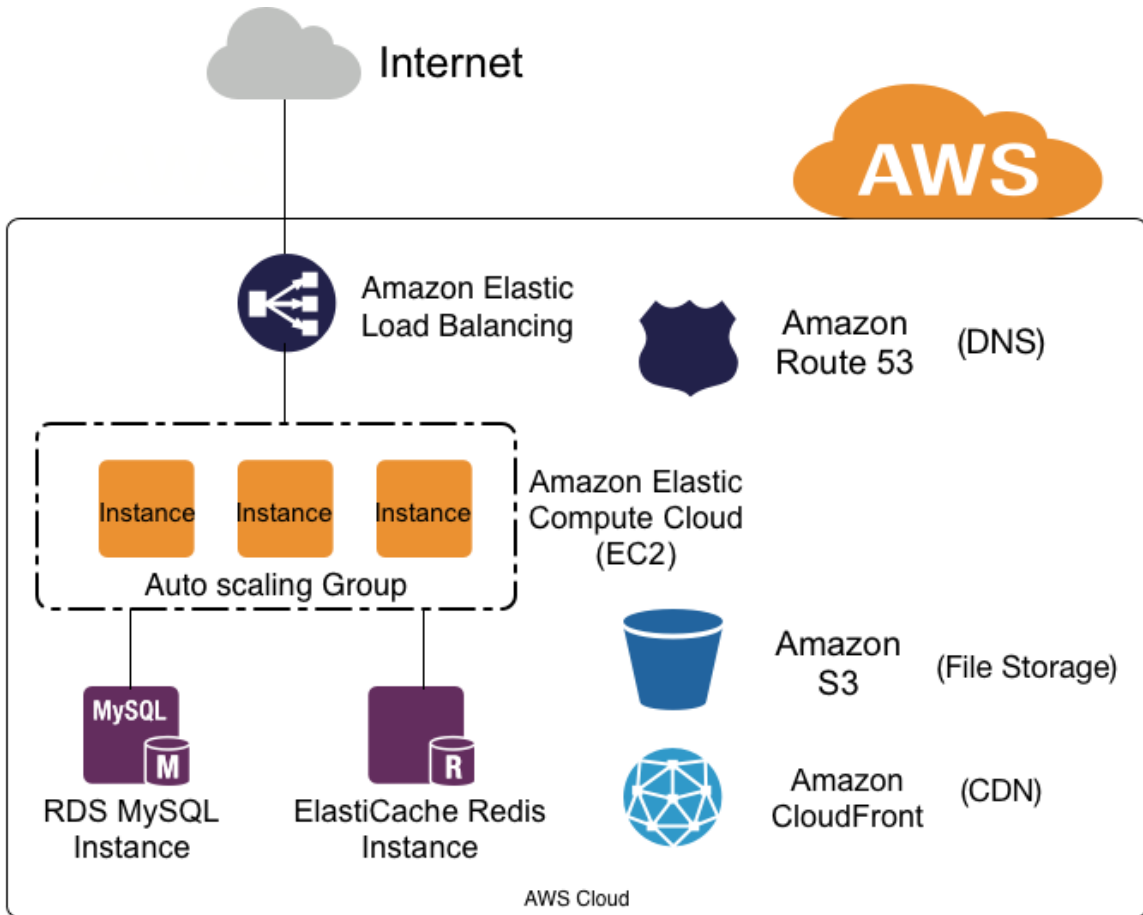 Internet
AWS
Amazon Elastic
Load Balancing
Amazon
Route 53
(DNS)
Instance
Instance
Instance
Auto scaling Group
Amazon Elastic
Compute Cloud
(EC2)
Amazon
S3
(File Storage)
MySQL
M
RDS MySQL
Instance
R
ElastiCache Redis
Instance
Amazon
CloudFront
(CDN)
AWS Cloud